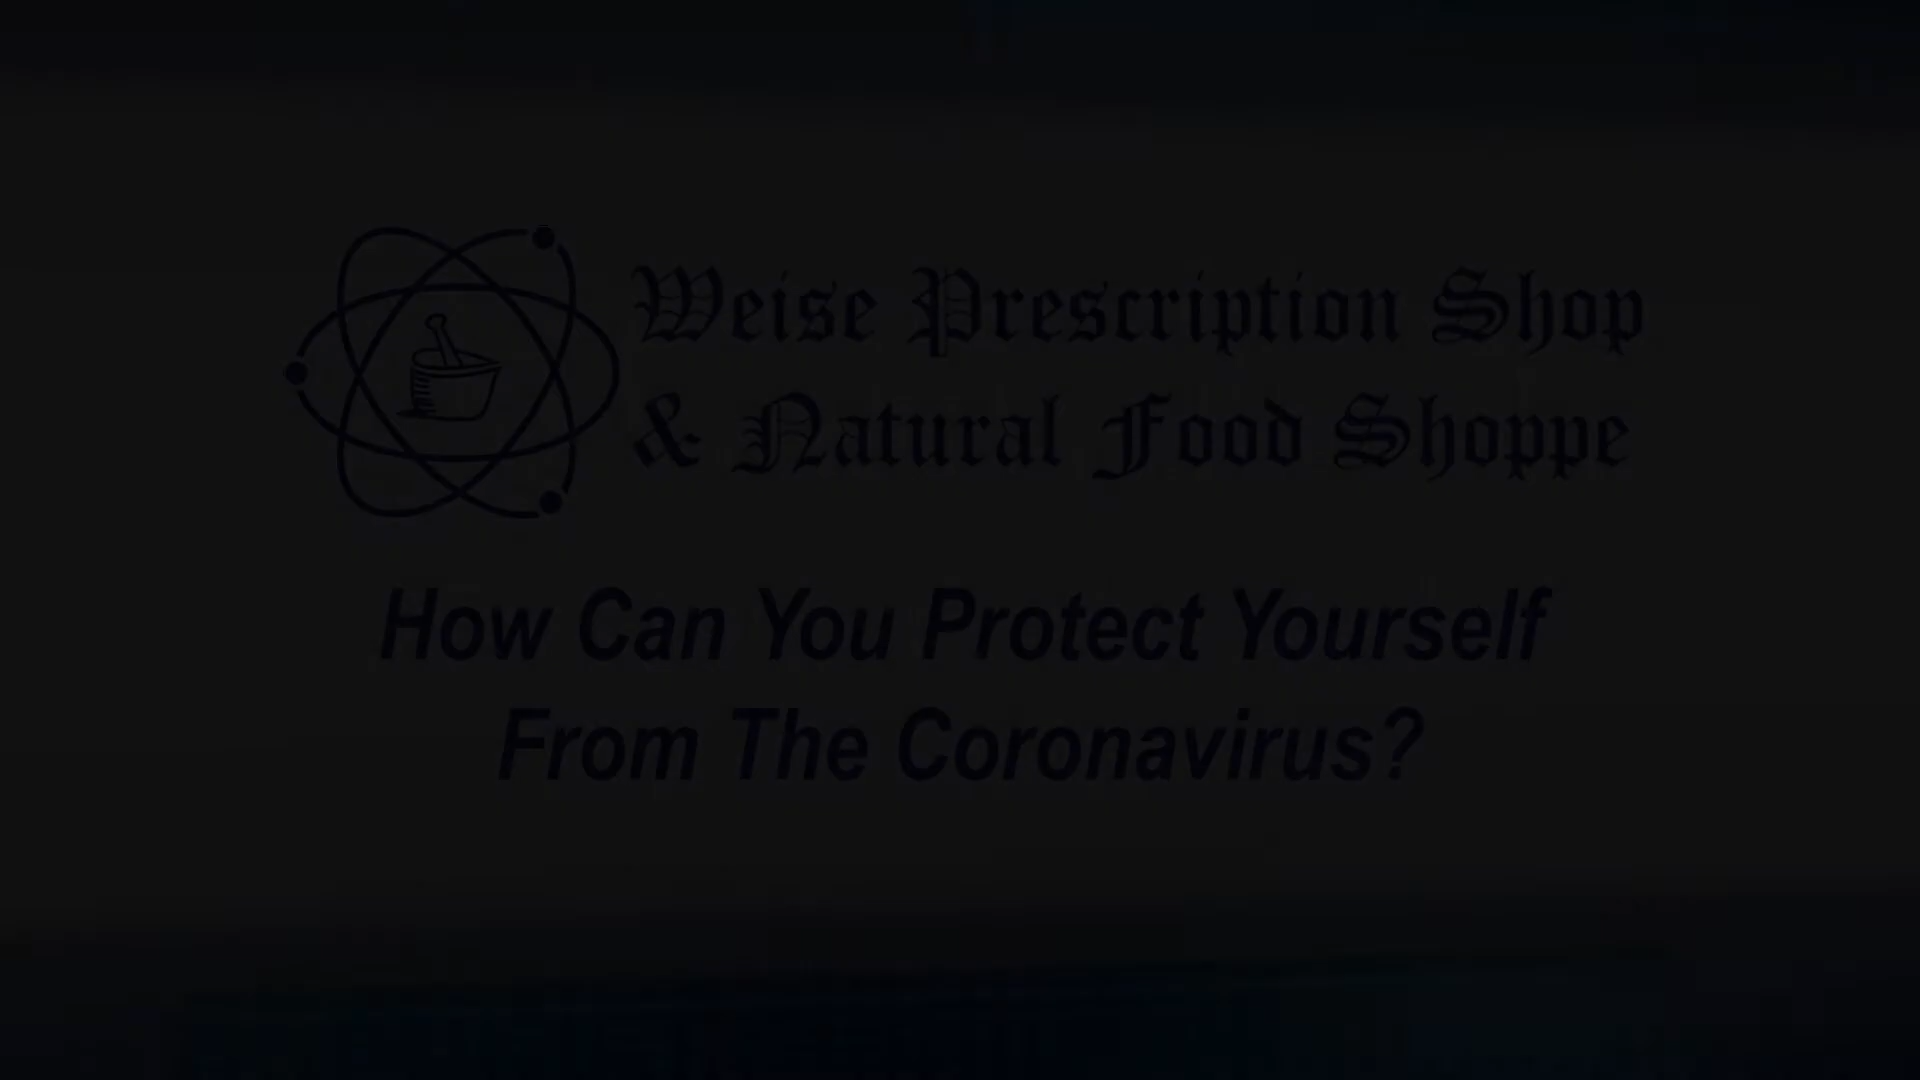 Weise Prescription Shop
& Natural Food Shoppe
How Can You Protect Yourself
From The Coronavirus?